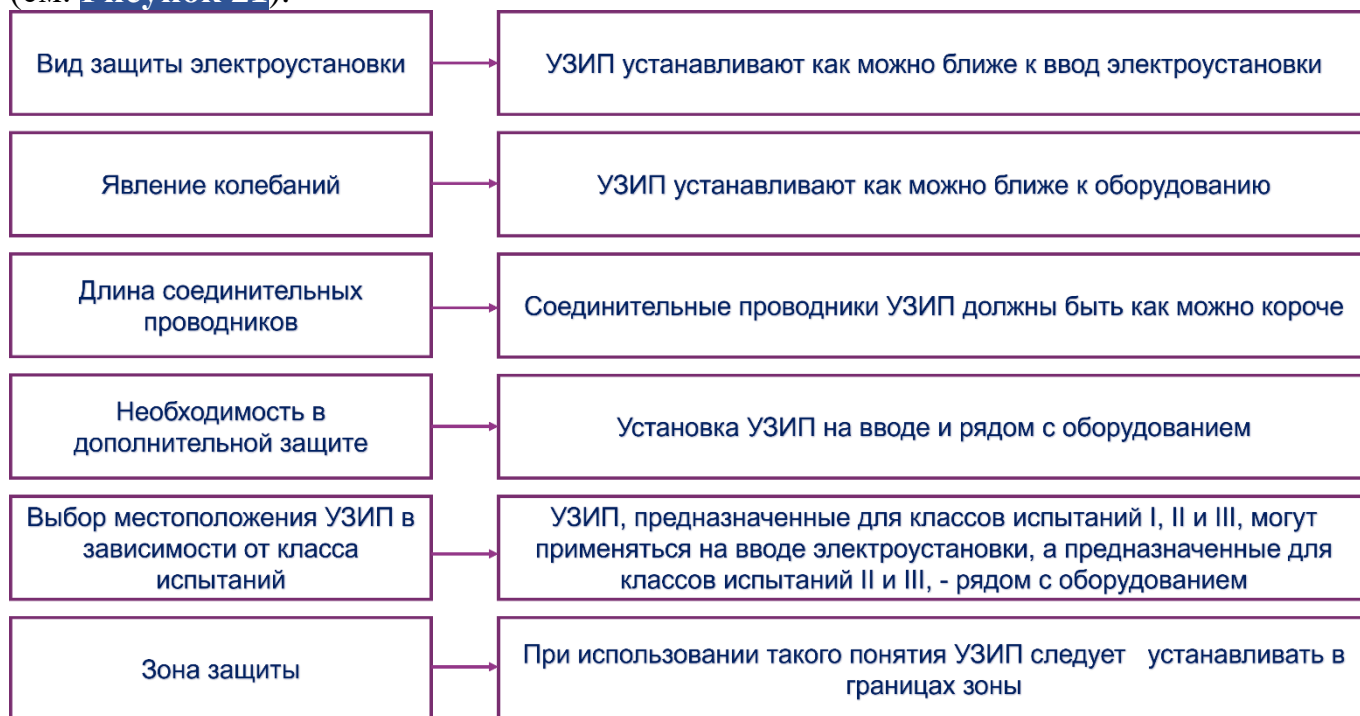 (см. Рисунок 21).
Вид защиты электроустановки
УЗИП устанавливают как можно ближе к ввод электроустановки
Явление колебаний
УЗИП устанавливают как можно ближе к оборудованию
Длина соединительных
проводников
Соединительные проводники УЗИП должны быть как можно короче
Необходимость в
дополнительной защите
Установка УЗИП на вводе и рядом с оборудованием
Выбор местоположения УЗИП в
зависимости от класса
испытаний
УЗИП, предназначенные для классов испытаний I, II и III, могут
применяться на вводе электроустановки, а предназначенные для
классов испытаний II и III, - рядом с оборудованием
Зона защиты
При использовании такого понятия УЗИП следует устанавливать в
границах зоны